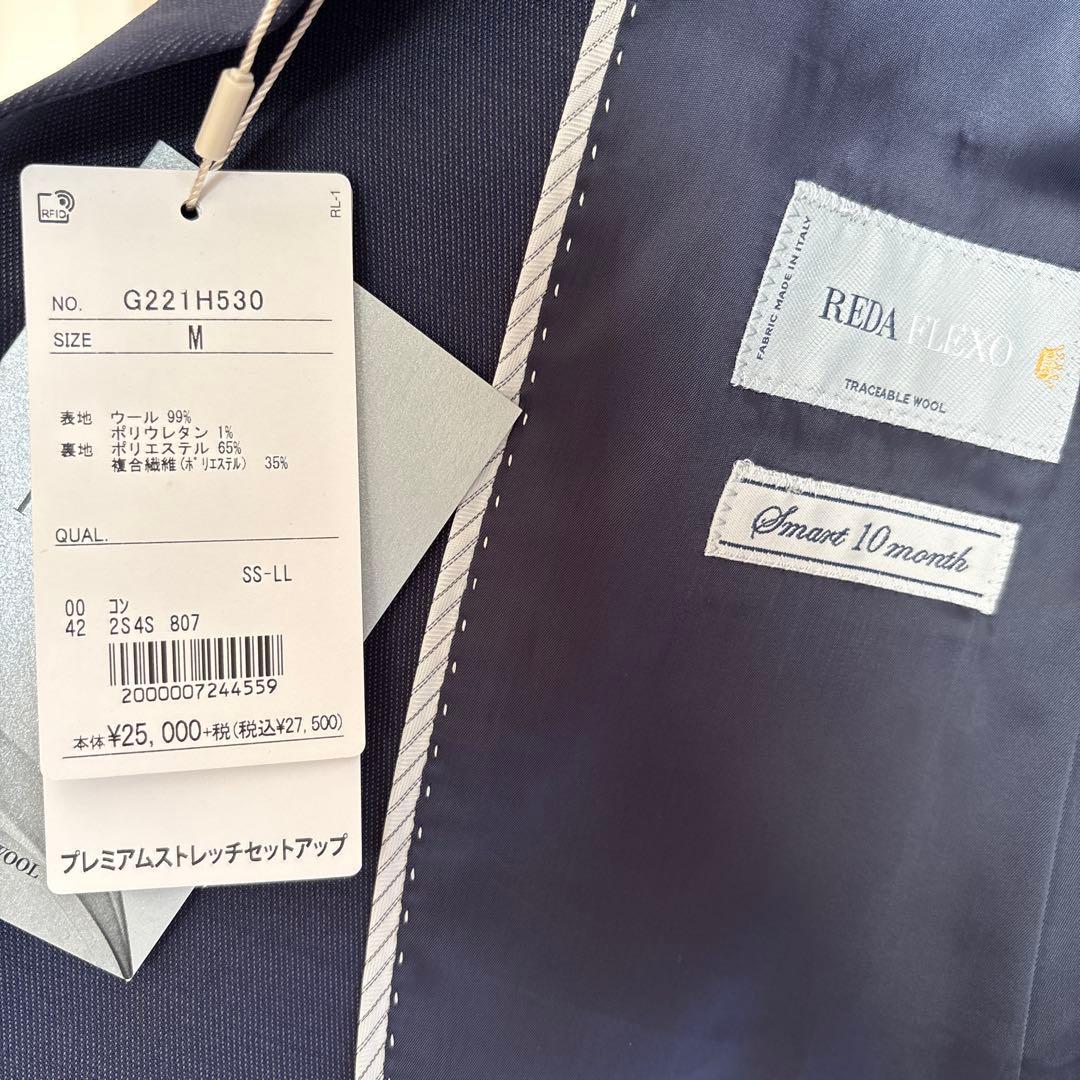 RFID
RL-1
NO. G221H530
SIZE M
表地 ウール 99%
ポリウレタン 1%
裏地 ポリエステル 65%
複合繊維(ﾎﾟﾘｴｽﾃﾙ) 35%
QUAL.
SS-LL
00 コン
42 2S4S 807
2000007244559
本体¥25,000+税(税込¥27,500)
プレミアムストレッチセットアップ
WOOL
FABRIC MADE IN ITALY
REDA FLEXO
TRACEABLE WOOL
Smart 10 month